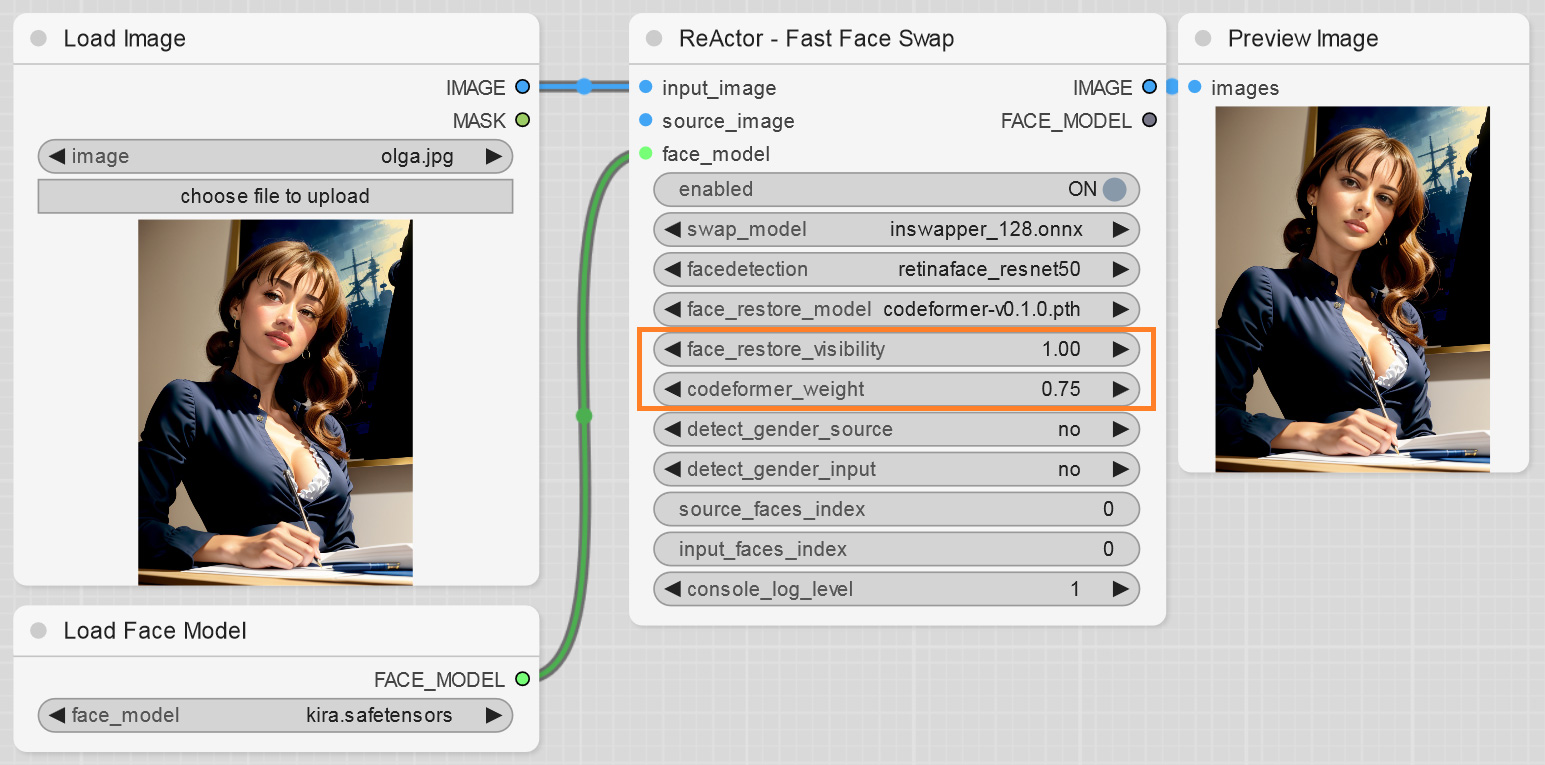 Load Image
IMAGE
MASK
image olga.jpg
choose file to upload
Load Face Model
FACE_MODEL
face_model kira.safetensors
ReActor - Fast Face Swap
input_image IMAGE
source_image FACE_MODEL
face_model
enabled ON
swap_model inswapper_128.onnx
facedetection retinaface_resnet50
face_restore_model codeformer-v0.1.0.pth
face_restore_visibility 1.00
codeformer_weight 0.75
detect_gender_source no
detect_gender_input no
source_faces_index 0
input_faces_index 0
console_log_level 1
Preview Image
images